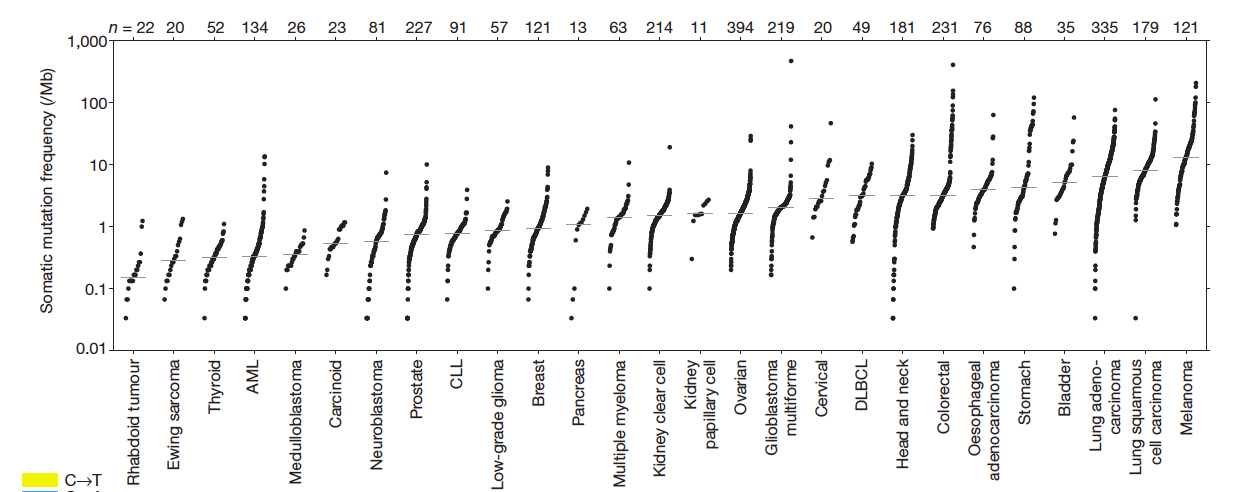 n = 22 20 52 134 26 23 81 227 91 57 121 13 63 214 11 394 219 20 49 181 231 76 88 35 335 179 121
1,000
100
10
1
0.1
0.01
Somatic mutation frequency (/Mb)
Rhabdoid tumour
Ewing sarcoma
Thyroid
AML
Medulloblastoma
Carcinoid
Neuroblastoma
Prostate
CLL
Low-grade glioma
Breast
Pancreas
Multiple myeloma
Kidney clear cell
Kidney
papillary cell
Ovarian
Glioblastoma
multiforme
Cervical
DLBCL
Head and neck
Colorectal
Oesophageal
adenocarcinoma
Stomach
Bladder
Lung adeno-
carcinoma
Lung squamous
cell carcinoma
Melanoma
C→T